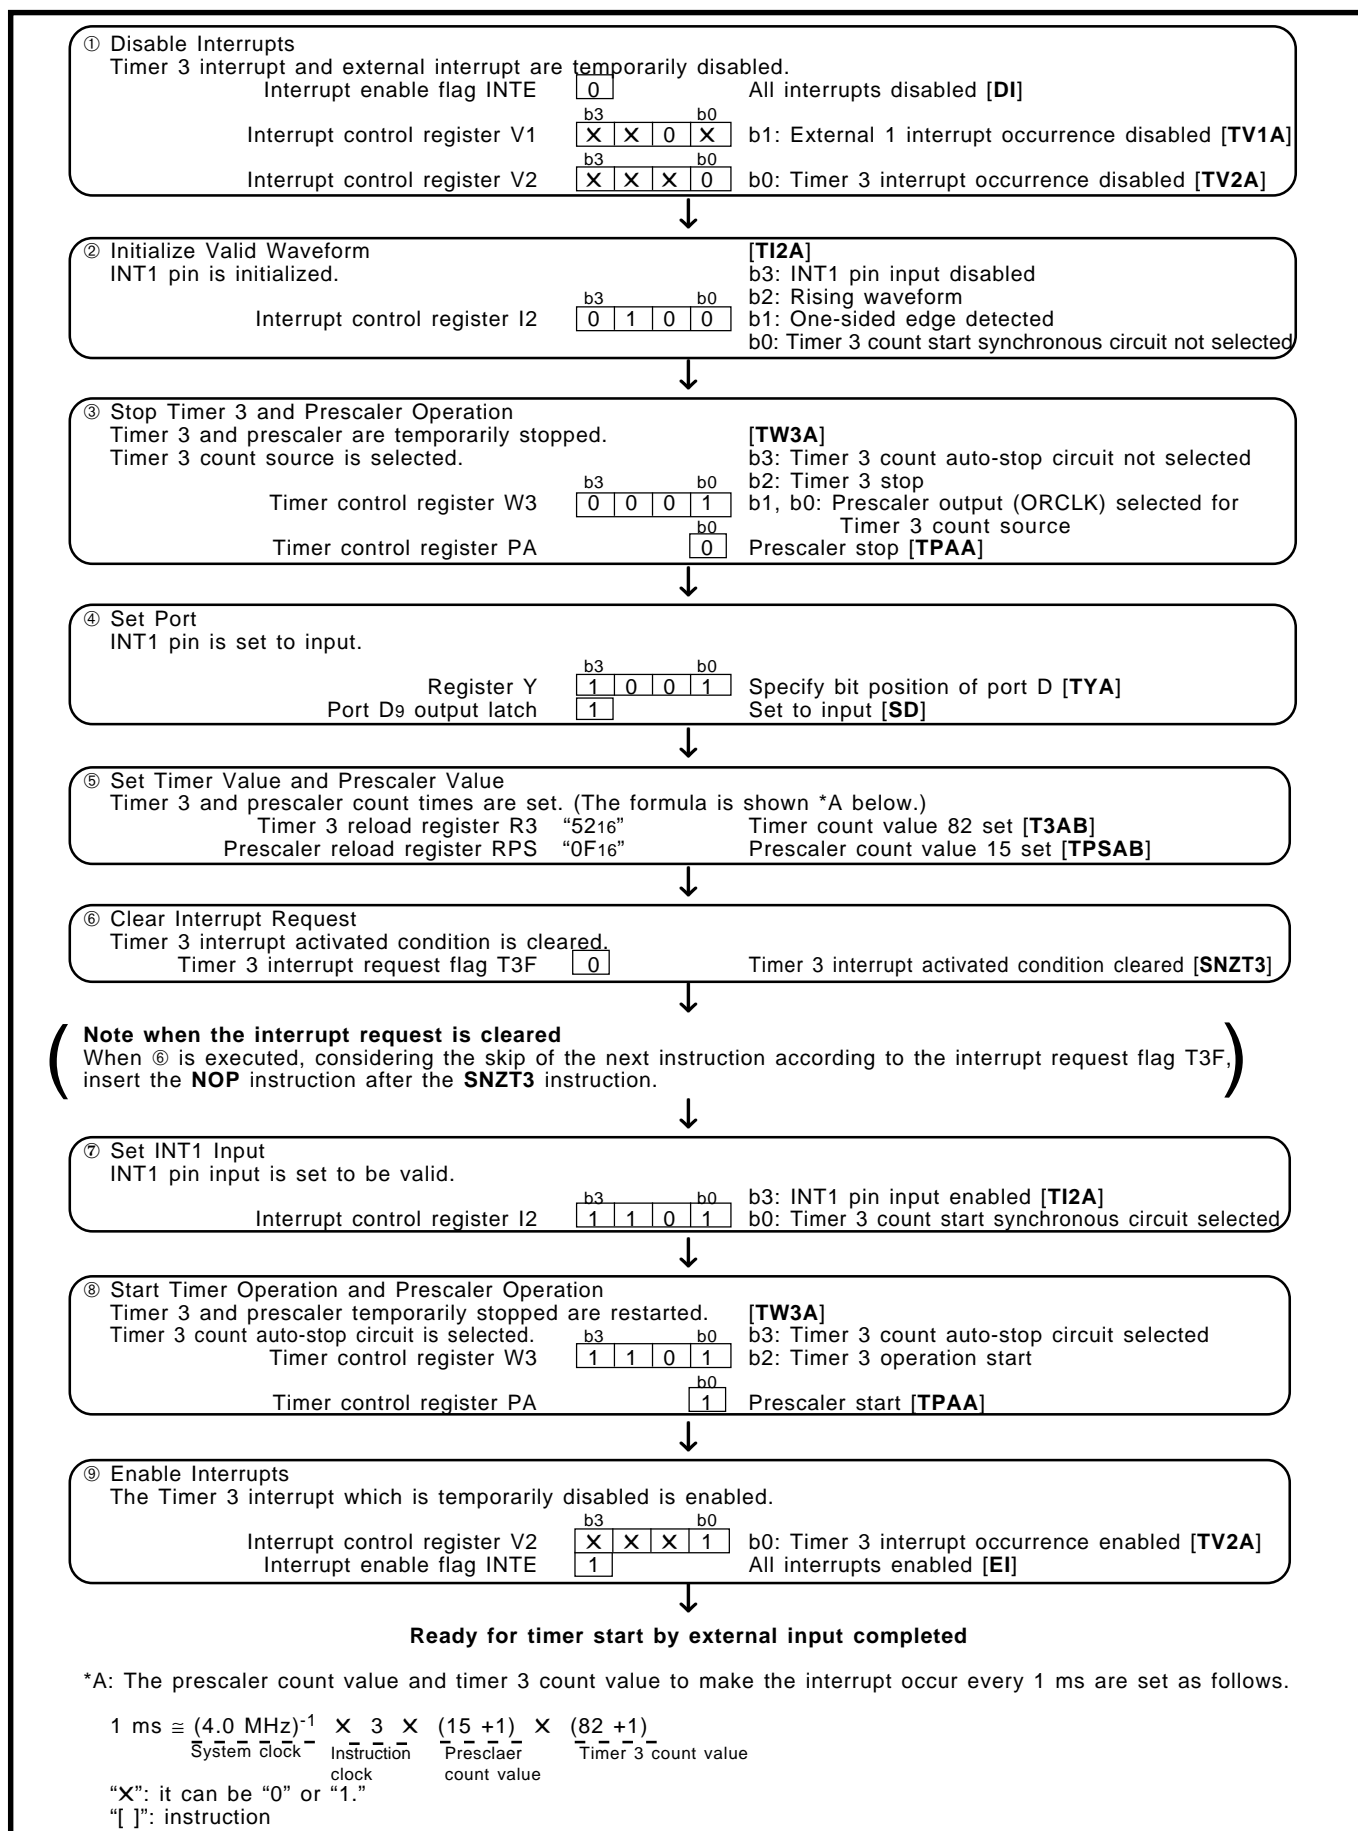 ① Disable Interrupts
Timer 3 interrupt and external interrupt are temporarily disabled.
Interrupt enable flag INTE 0 All interrupts disabled [DI]
b3 b0
Interrupt control register V1 X X 0 X b1: External 1 interrupt occurrence disabled [TV1A]
b3 b0
Interrupt control register V2 X X X 0 b0: Timer 3 interrupt occurrence disabled [TV2A]
② Initialize Valid Waveform [TI2A]
INT1 pin is initialized. b3: INT1 pin input disabled
b3 b0 b2: Rising waveform
Interrupt control register I2 0 1 0 0 b1: One-sided edge detected
b0: Timer 3 count start synchronous circuit not selected
③ Stop Timer 3 and Prescaler Operation
Timer 3 and prescaler are temporarily stopped. [TW3A]
Timer 3 count source is selected. b3: Timer 3 count auto-stop circuit not selected
b3 b0 b2: Timer 3 stop
Timer control register W3 0 0 0 1 b1, b0: Prescaler output (ORCLK) selected for
b0 Timer 3 count source
Timer control register PA 0 Prescaler stop [TPAA]
④ Set Port
INT1 pin is set to input.
b3 b0
Register Y 1 0 0 1 Specify bit position of port D [TYA]
Port D9 output latch 1 Set to input [SD]
⑤ Set Timer Value and Prescaler Value
Timer 3 and prescaler count times are set. (The formula is shown *A below.)
Timer 3 reload register R3 “5216” Timer count value 82 set [T3AB]
Prescaler reload register RPS “0F16” Prescaler count value 15 set [TPSAB]
⑥ Clear Interrupt Request
Timer 3 interrupt activated condition is cleared.
Timer 3 interrupt request flag T3F 0 Timer 3 interrupt activated condition cleared [SNZT3]
Note when the interrupt request is cleared
When ⑥ is executed, considering the skip of the next instruction according to the interrupt request flag T3F,
insert the NOP instruction after the SNZT3 instruction.
⑦ Set INT1 Input
INT1 pin input is set to be valid.
b3 b0 b3: INT1 pin input enabled [TI2A]
Interrupt control register I2 1 1 0 1 b0: Timer 3 count start synchronous circuit selected
⑧ Start Timer Operation and Prescaler Operation
Timer 3 and prescaler temporarily stopped are restarted. [TW3A]
Timer 3 count auto-stop circuit is selected. b3 b0 b3: Timer 3 count auto-stop circuit selected
Timer control register W3 1 1 0 1 b2: Timer 3 operation start
b0
Timer control register PA 1 Prescaler start [TPAA]
⑨ Enable Interrupts
The Timer 3 interrupt which is temporarily disabled is enabled.
b3 b0
Interrupt control register V2 X X X 1 b0: Timer 3 interrupt occurrence enabled [TV2A]
Interrupt enable flag INTE 1 All interrupts enabled [EI]
Ready for timer start by external input completed
*A: The prescaler count value and timer 3 count value to make the interrupt occur every 1 ms are set as follows.
1 ms ≅ (4.0 MHz)-1 X 3 X (15 +1) X (82 +1)
System clock Instruction Presclaer Timer 3 count value
clock count value
“X”: it can be “0” or “1.”
“[ ]”: instruction